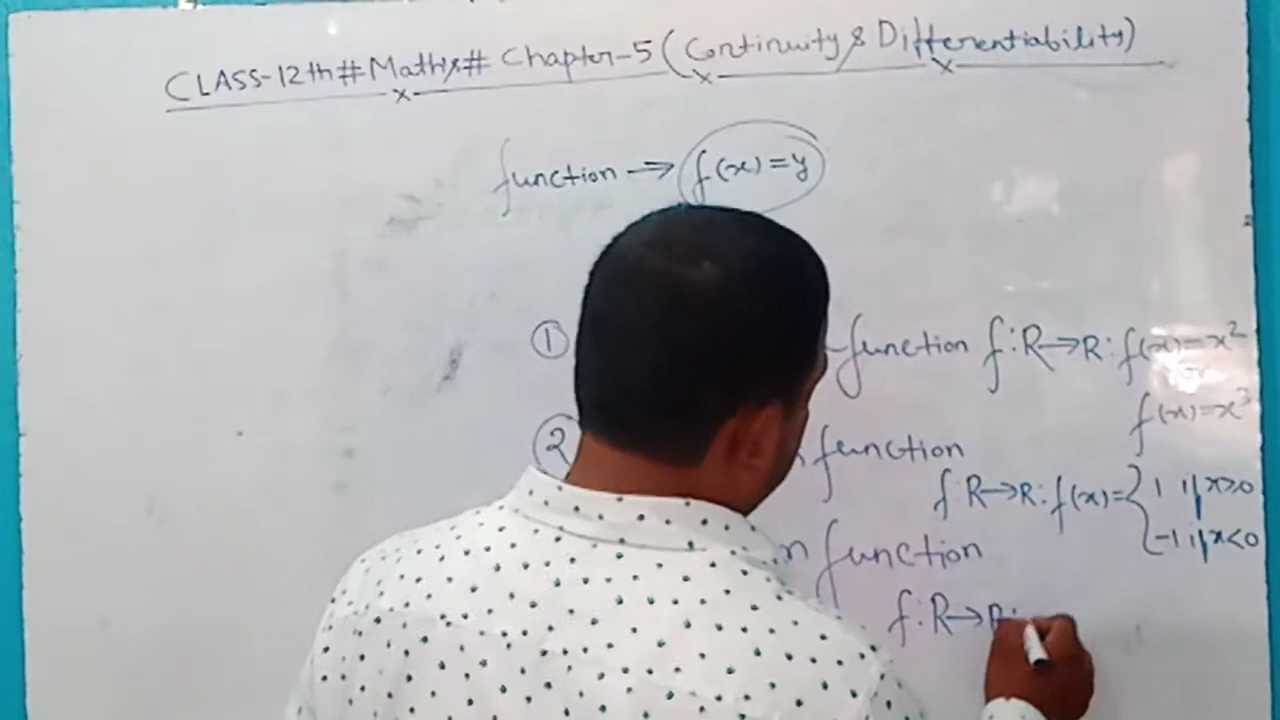 CLASS-12th#Maths# Chapter-5 (Continuity & Differentiability)
function → f(x)=y
① function f:R→R: f(x)=x²
or
f(x)=x³
② function
f:R→R: f(x)={1 if x>0
-1 if x<0
n function
f:R→R: